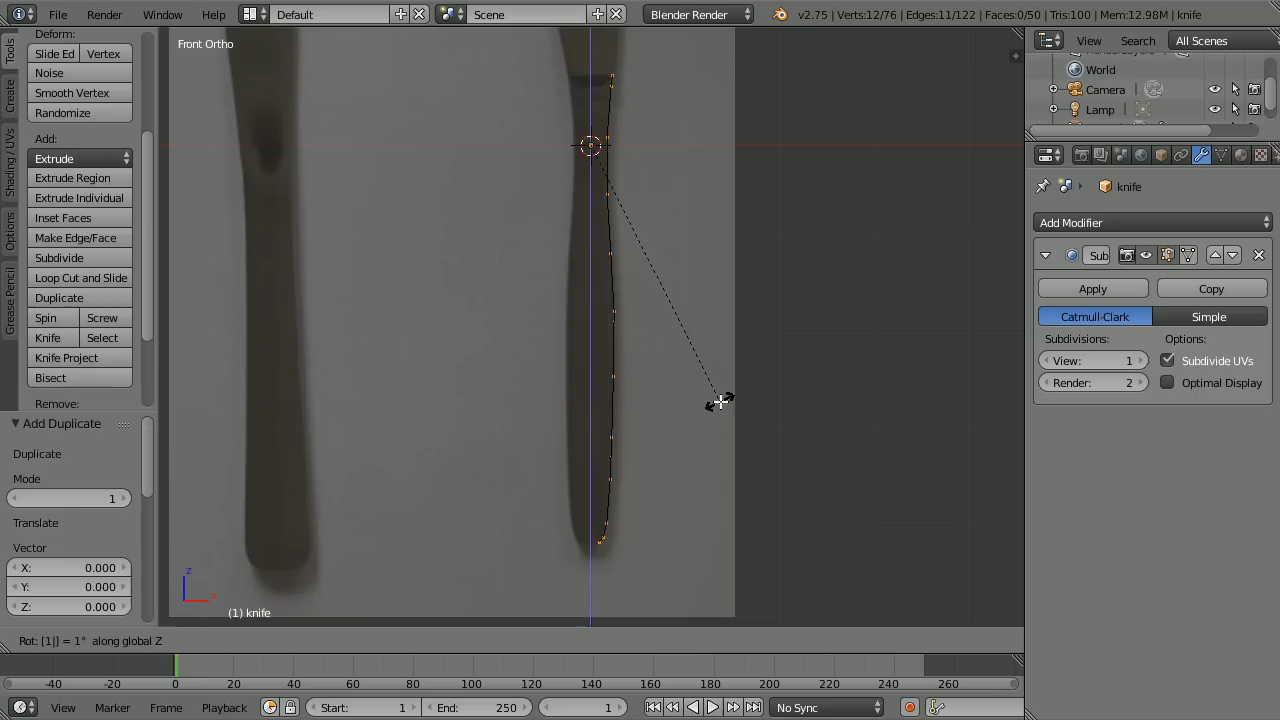 File Render Window Help Default Scene Blender Render v2.75 | Verts:12/76 | Edges:11/122 | Faces:0/50 | Tris:100 | Mem:12.98M | knife
Tools
Create
Shading / UVs
Options
Grease Pencil
Deform:
Slide Ed Vertex
Noise
Smooth Vertex
Randomize
Add:
Extrude
Extrude Region
Extrude Individual
Inset Faces
Make Edge/Face
Subdivide
Loop Cut and Slide
Duplicate
Spin Screw
Knife Select
Knife Project
Bisect
Remove:
Add Duplicate
Duplicate
Mode
1
Translate
Vector
X: 0.000
Y: 0.000
Z: 0.000
Front Ortho
z
x
(1) knife
Rot: [1|] = 1° along global Z
View Search All Scenes
World
Camera
Lamp
knife
Add Modifier
Sub
Apply Copy
Catmull-Clark Simple
Subdivisions: Options:
View: 1 Subdivide UVs
Render: 2 Optimal Display
-40 -20 0 20 40 60 80 100 120 140 160 180 200 220 240 260
View Marker Frame Playback Start: 1 End: 250 1 No Sync